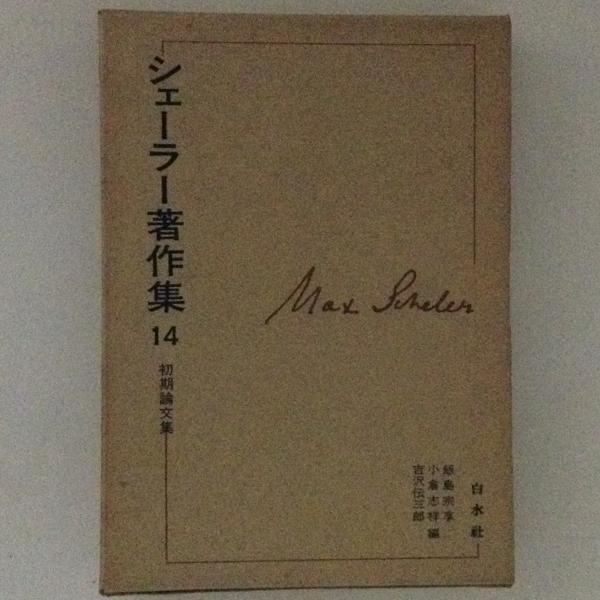 シェーラー著作集
14
初期論文集
Max Scheler
飯島宗享
小倉志祥 編
吉沢伝三郎
白水社